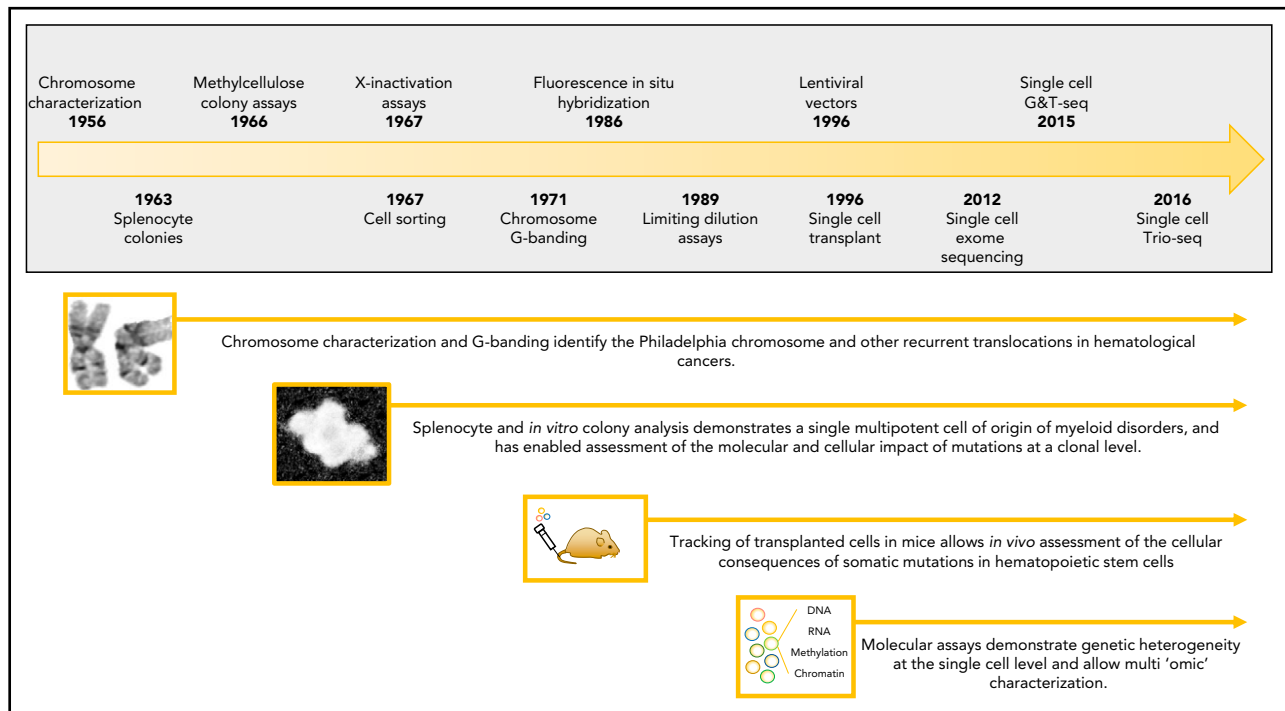 Chromosome
characterization
1956
Methylcellulose
colony assays
1966
X-inactivation
assays
1967
Fluorescence in situ
hybridization
1986
Lentiviral
vectors
1996
Single cell
G&T-seq
2015
1963
Splenocyte
colonies
1967
Cell sorting
1971
Chromosome
G-banding
1989
Limiting dilution
assays
1996
Single cell
transplant
2012
Single cell
exome
sequencing
2016
Single cell
Trio-seq
Chromosome characterization and G-banding identify the Philadelphia chromosome and other recurrent translocations in hematological
cancers.
Splenocyte and in vitro colony analysis demonstrates a single multipotent cell of origin of myeloid disorders, and
has enabled assessment of the molecular and cellular impact of mutations at a clonal level.
Tracking of transplanted cells in mice allows in vivo assessment of the cellular
consequences of somatic mutations in hematopoietic stem cells
DNA
RNA
Methylation
Chromatin
Molecular assays demonstrate genetic heterogeneity
at the single cell level and allow multi ‘omic’
characterization.